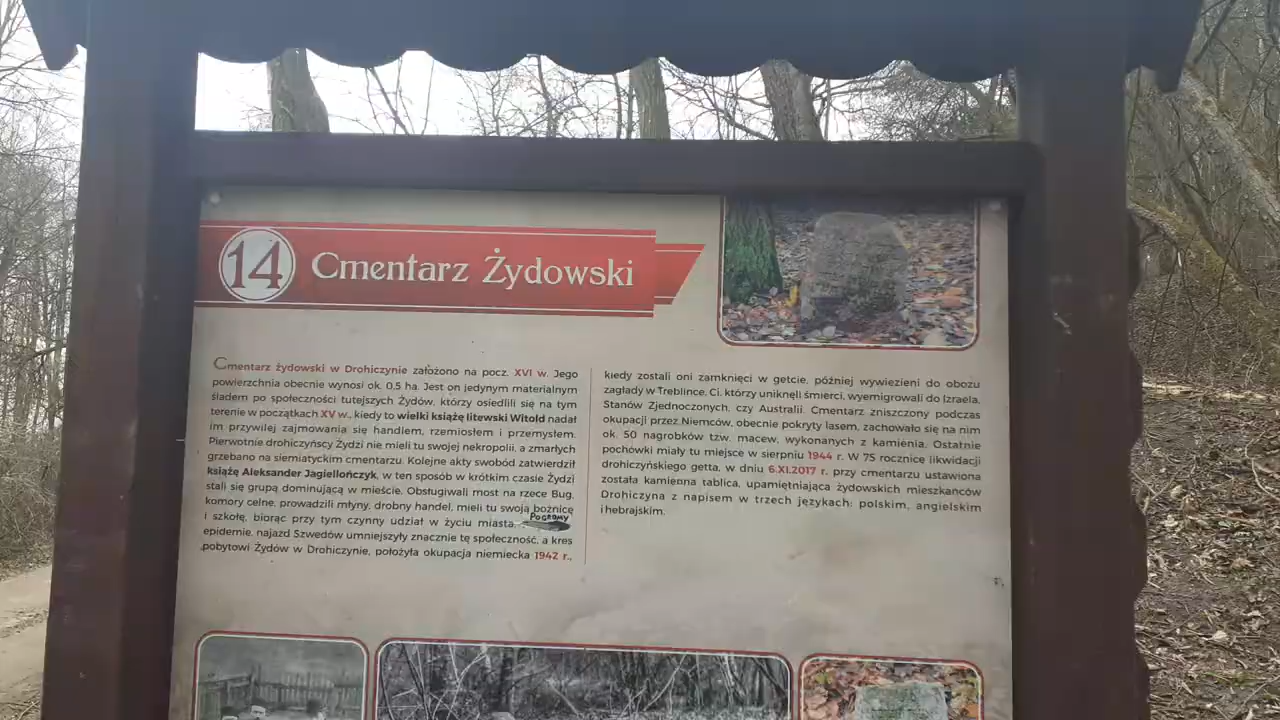 14
Cmentarz Żydowski
Cmentarz żydowski w Drohiczynie założono na pocz. XVI w. Jego
powierzchnia obecnie wynosi ok. 0,5 ha. Jest on jedynym materialnym
śladem po społeczności tutejszych Żydów, którzy osiedlili się na tym
terenie w początkach XV w., kiedy to wielki książę litewski Witold nadał
im przywilej zajmowania się handlem, rzemiosłem i przemysłem.
Pierwotnie drohiczyńscy Żydzi nie mieli tu swojej nekropolii, a zmarłych
grzebano na siemiatyckim cmentarzu. Kolejne akty swobód zatwierdził
książę Aleksander Jagiellończyk, w ten sposób w krótkim czasie Żydzi
stali się grupą dominującą w mieście. Obsługiwali most na rzece Bug,
komory celne, prowadzili młyny, drobny handel, mieli tu swoją bożnicę
i szkołę, biorąc przy tym czynny udział w życiu miasta. POGROMY
epidemie, najazd Szwedów umniejszyły znacznie tę społeczność, a kres
pobytowi Żydów w Drohiczynie, położyła okupacja niemiecka 1942 r.,
kiedy zostali oni zamknięci w getcie, później wywiezieni do obozu
zagłady w Treblince. Ci, którzy uniknęli śmierci, wyemigrowali do Izraela,
Stanów Zjednoczonych, czy Australii. Cmentarz zniszczony podczas
okupacji przez Niemców, obecnie pokryty lasem, zachowało się na nim
ok. 50 nagrobków tzw. macew, wykonanych z kamienia. Ostatnie
pochówki miały tu miejsce w sierpniu 1944 r. W 75 rocznicę likwidacji
drohiczyńskiego getta, w dniu 6.XI.2017 r. przy cmentarzu ustawiona
została kamienna tablica, upamiętniająca żydowskich mieszkańców
Drohiczyna z napisem w trzech językach: polskim, angielskim
i hebrajskim.